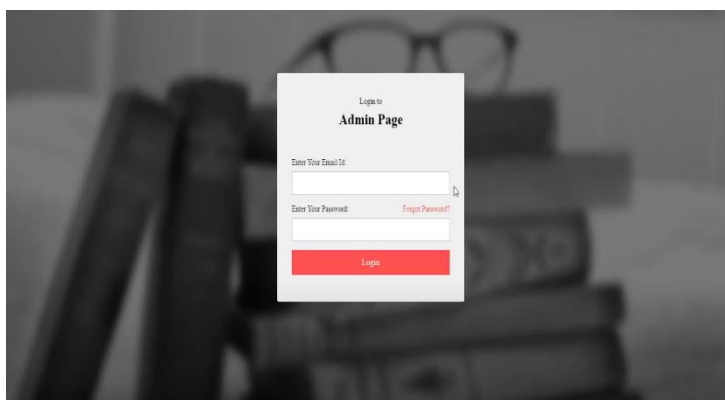 Login to
Admin Page
Enter Your Email Id:
Enter Your Password: Forgot Password?
Login